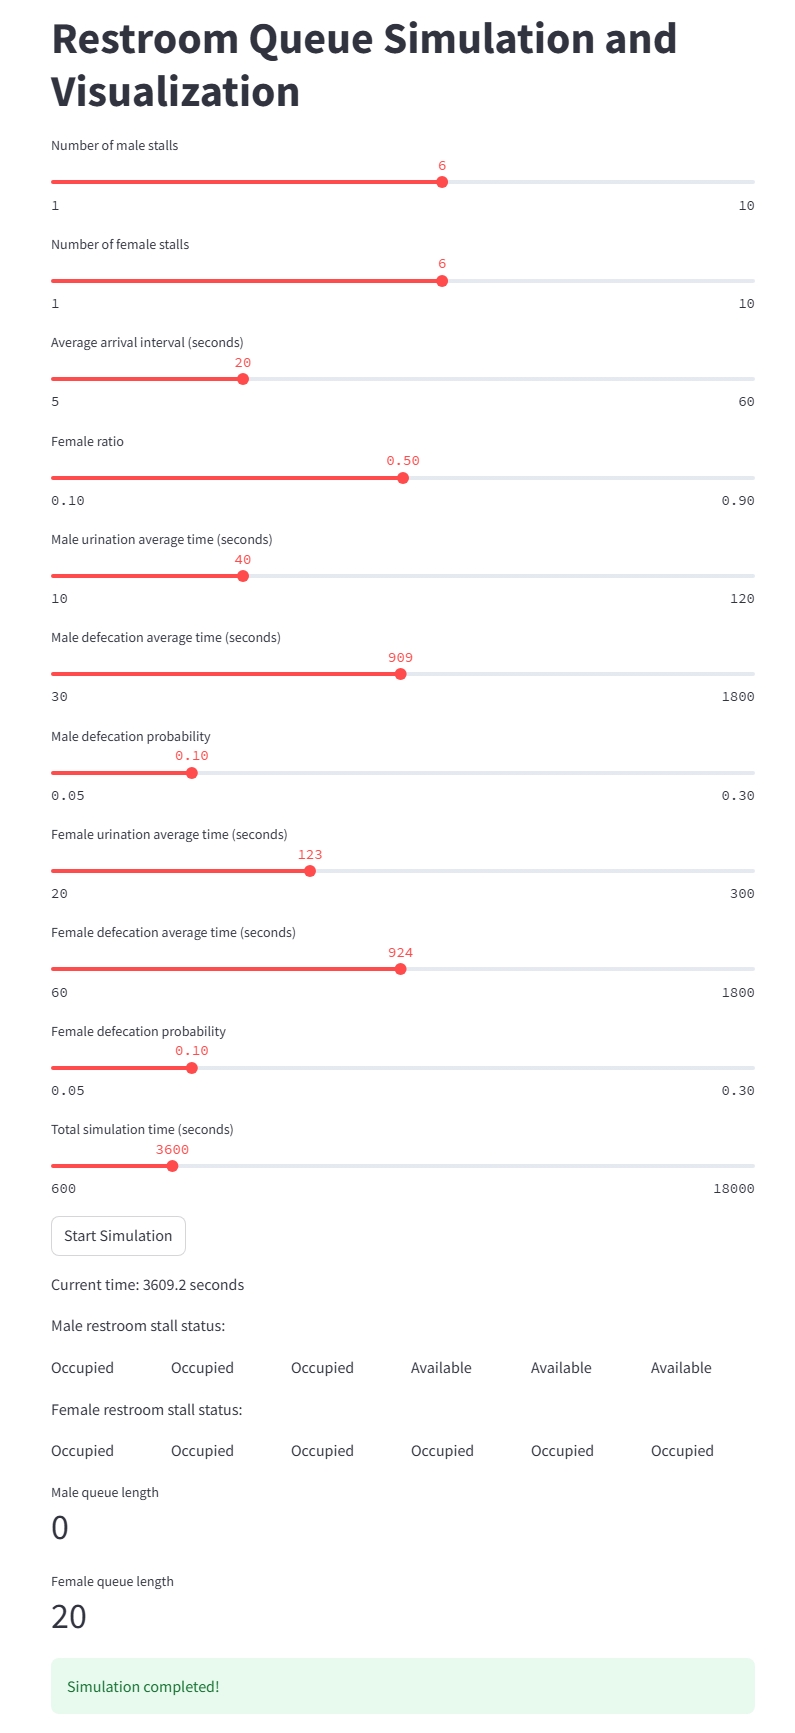 Restroom Queue Simulation and
Visualization
Number of male stalls
6
1 10
Number of female stalls
6
1 10
Average arrival interval (seconds)
20
5 60
Female ratio
0.50
0.10 0.90
Male urination average time (seconds)
40
10 120
Male defecation average time (seconds)
909
30 1800
Male defecation probability
0.10
0.05 0.30
Female urination average time (seconds)
123
20 300
Female defecation average time (seconds)
924
60 1800
Female defecation probability
0.10
0.05 0.30
Total simulation time (seconds)
3600
600 18000
Start Simulation
Current time: 3609.2 seconds
Male restroom stall status:
Occupied Occupied Occupied Available Available Available
Female restroom stall status:
Occupied Occupied Occupied Occupied Occupied Occupied
Male queue length
0
Female queue length
20
Simulation completed!